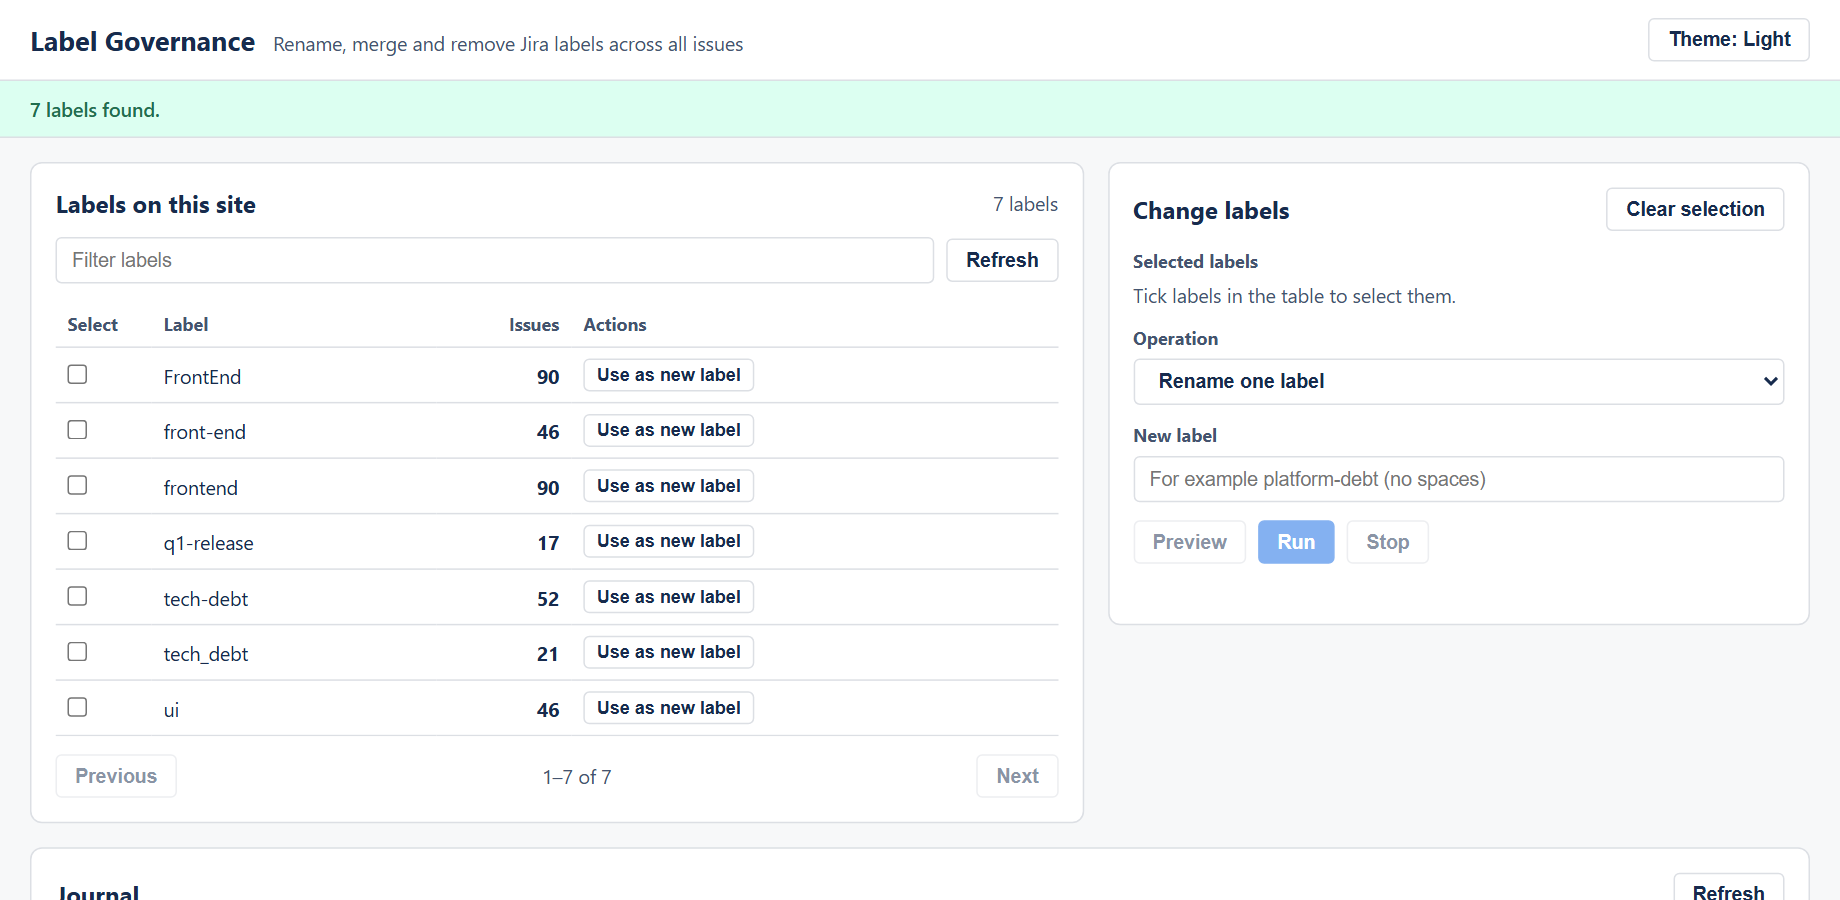 Label Governance Rename, merge and remove Jira labels across all issues
Theme: Light
7 labels found.
Labels on this site
7 labels
Filter labels
Refresh
Select Label Issues Actions
FrontEnd 90 Use as new label
front-end 46 Use as new label
frontend 90 Use as new label
q1-release 17 Use as new label
tech-debt 52 Use as new label
tech_debt 21 Use as new label
ui 46 Use as new label
Previous 1–7 of 7 Next
Change labels
Clear selection
Selected labels
Tick labels in the table to select them.
Operation
Rename one label
New label
For example platform-debt (no spaces)
Preview Run Stop
Journal
Refresh